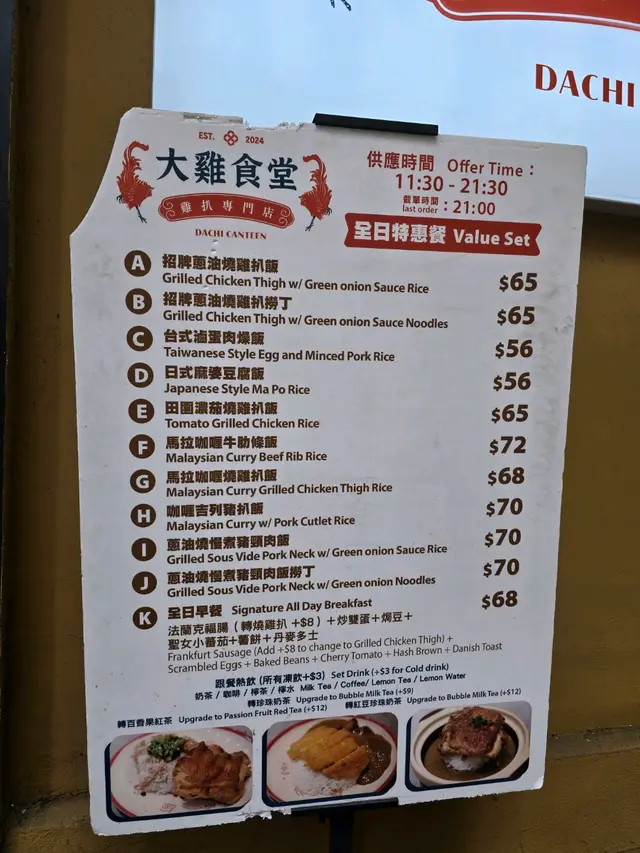 DACHI
EST. 2024
大雞食堂
雞扒專門店
DACHI CANTEEN
供應時間 Offer Time：
11:30 - 21:30
截單時間
last order：21:00
全日特惠餐 Value Set
A 招牌蔥油燒雞扒飯
Grilled Chicken Thigh w/ Green onion Sauce Rice $65
B 招牌蔥油燒雞扒撈丁
Grilled Chicken Thigh w/ Green onion Sauce Noodles $65
C 台式滷蛋肉燥飯
Taiwanese Style Egg and Minced Pork Rice $56
D 日式麻婆豆腐飯
Japanese Style Ma Po Rice $56
E 田園濃茄燒雞扒飯
Tomato Grilled Chicken Rice $65
F 馬拉咖喱牛肋條飯
Malaysian Curry Beef Rib Rice $72
G 馬拉咖喱燒雞扒飯
Malaysian Curry Grilled Chicken Thigh Rice $68
H 咖喱吉列豬扒飯
Malaysian Curry w/ Pork Cutlet Rice $70
I 蔥油燒慢煮豬頸肉飯
Grilled Sous Vide Pork Neck w/ Green onion Sauce Rice $70
J 蔥油燒慢煮豬頸肉飯撈丁
Grilled Sous Vide Pork Neck w/ Green onion Noodles $70
K 全日早餐 Signature All Day Breakfast $68
法蘭克福腸（轉燒雞扒 +$8）＋炒雙蛋＋焗豆＋
聖女小番茄+薯餅+丹麥多士
Frankfurt Sausage (Add +$8 to change to Grilled Chicken Thigh) +
Scrambled Eggs + Baked Beans + Cherry Tomato + Hash Brown + Danish Toast
跟餐熱飲 (所有凍飲+$3) Set Drink (+$3 for Cold drink)
奶茶 / 咖啡 / 檸茶 / 檸水 Milk Tea / Coffee/ Lemon Tea / Lemon Water
轉珍珠奶茶 Upgrade to Bubble Milk Tea (+$9)
轉百香果紅茶 Upgrade to Passion Fruit Red Tea (+$12) 轉紅豆珍珠奶茶 Upgrade to Bubble Milk Tea (+$12)